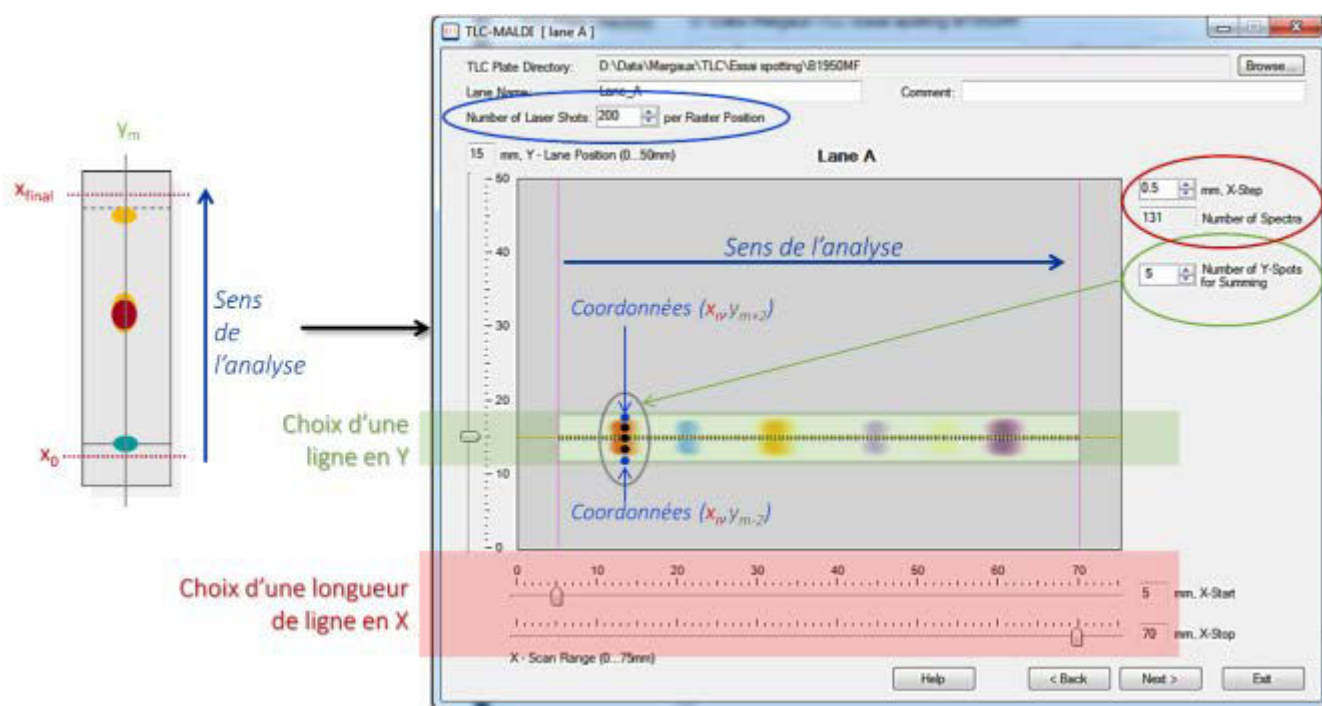 TLC-MALDI [ lane A ]
TLC Plate Directory: D:\Data\Margaux\TLC\Essai spotting\B1950MF
Browse...
Lane Name: Lane_A
Comment:
Number of Laser Shots: 200 per Raster Position
15 mm, Y - Lane Position (0...50mm)
Lane A
50
40
30
20
10
0
0.5 mm, X-Step
131 Number of Spectra
5 Number of Y-Spots
for Summing
Sens de l'analyse
Coordonnées (xn,ym+2)
Coordonnées (xn,ym-2)
ym
xfinal
x0
Sens
de
l'analyse
Choix d'une
ligne en Y
Choix d'une longueur
de ligne en X
0 10 20 30 40 50 60 70
5 mm, X-Start
70 mm, X-Stop
X - Scan Range (0...75mm)
Help
< Back
Next >
Exit